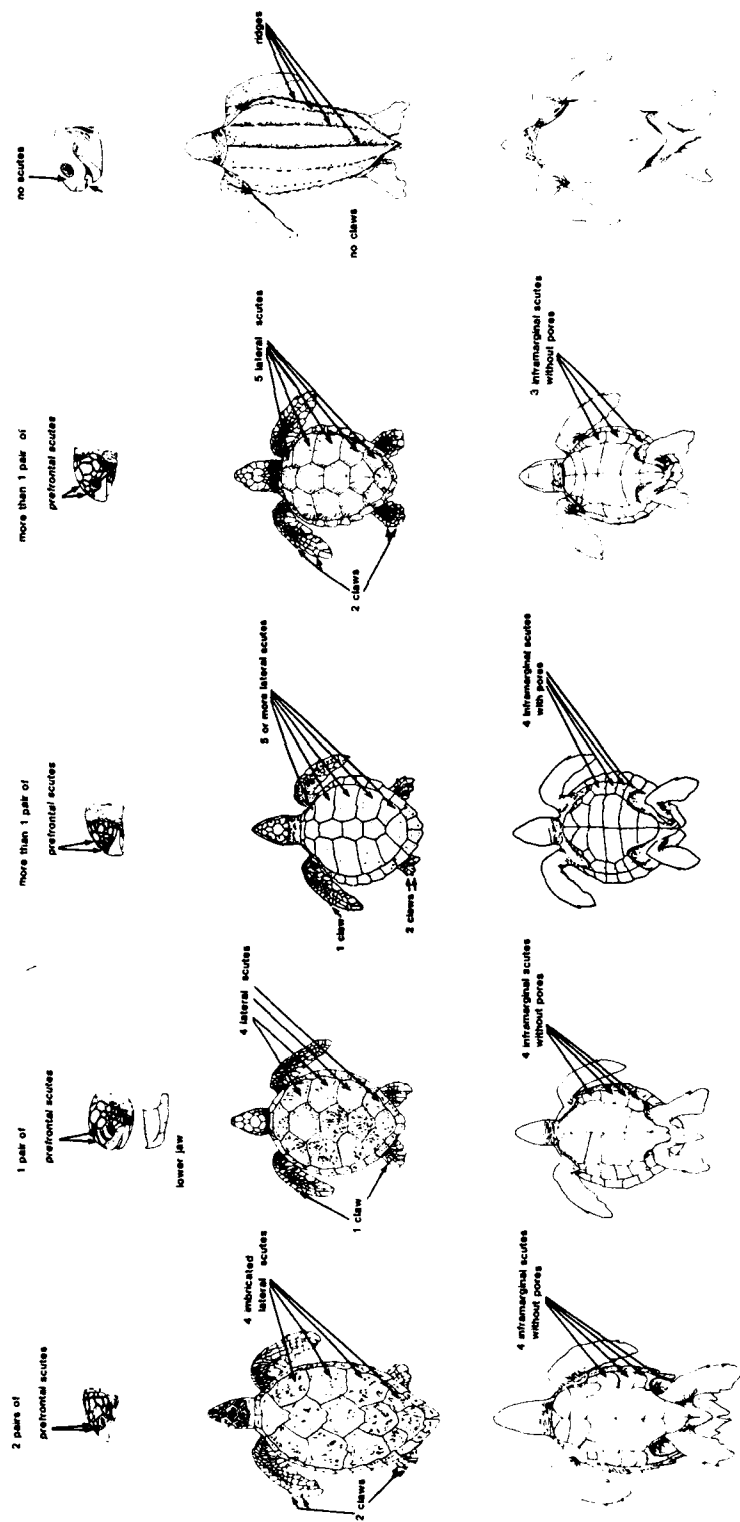 2 pairs of
prefrontal scutes
1 pair of
prefrontal scutes
lower jaw
more than 1 pair of
prefrontal scutes
more than 1 pair of
prefrontal scutes
no scutes
4 imbricated
lateral scutes
2 claws
4 lateral scutes
1 claw
5 or more lateral scutes
1 claw
2 claws
5 lateral scutes
2 claws
ridges
no claws
4 inframarginal scutes
without pores
4 inframarginal scutes
without pores
4 inframarginal scutes
with pores
3 inframarginal scutes
without pores